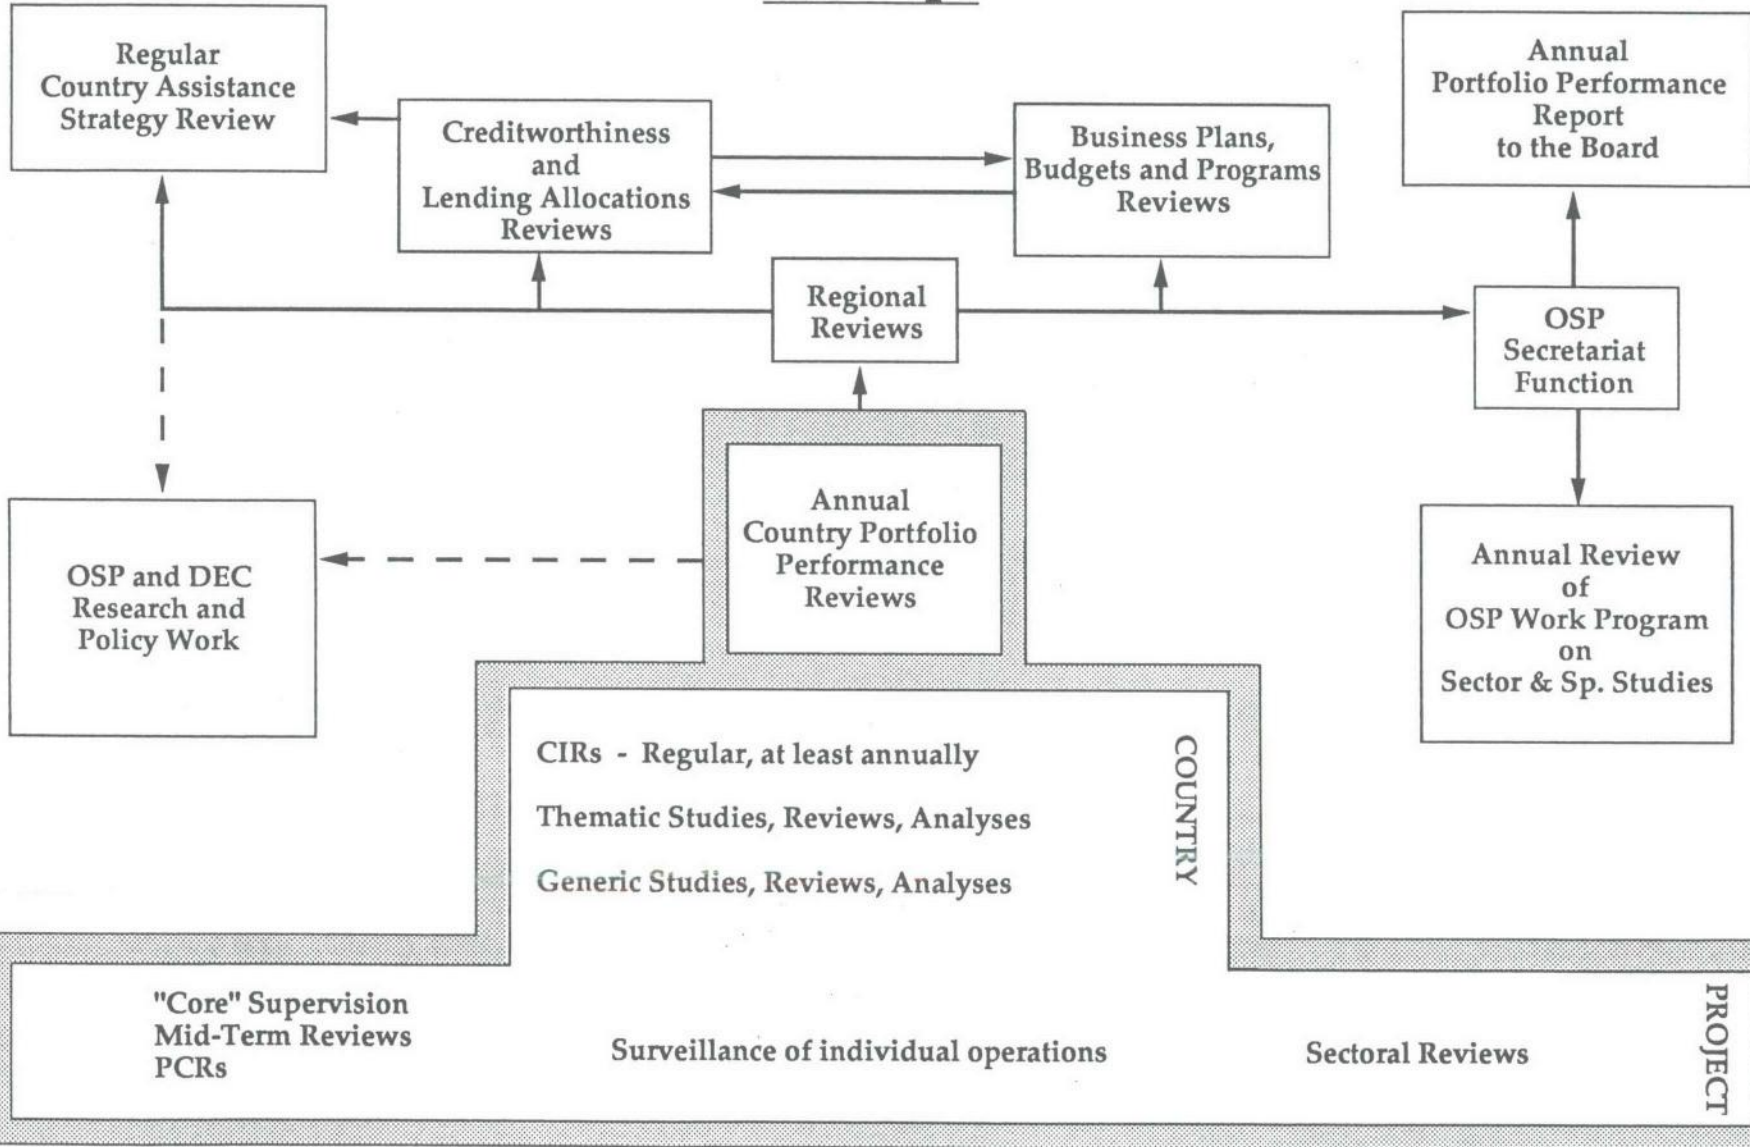 Regular
Country Assistance
Strategy Review
Creditworthiness
and
Lending Allocations
Reviews
Business Plans,
Budgets and Programs
Reviews
Annual
Portfolio Performance
Report
to the Board
Regional
Reviews
OSP
Secretariat
Function
Annual
Country Portfolio
Performance
Reviews
OSP and DEC
Research and
Policy Work
Annual Review
of
OSP Work Program
on
Sector & Sp. Studies
CIRs - Regular, at least annually
Thematic Studies, Reviews, Analyses
Generic Studies, Reviews, Analyses
COUNTRY
"Core" Supervision
Mid-Term Reviews
PCRs
Surveillance of individual operations
Sectoral Reviews
PROJECT